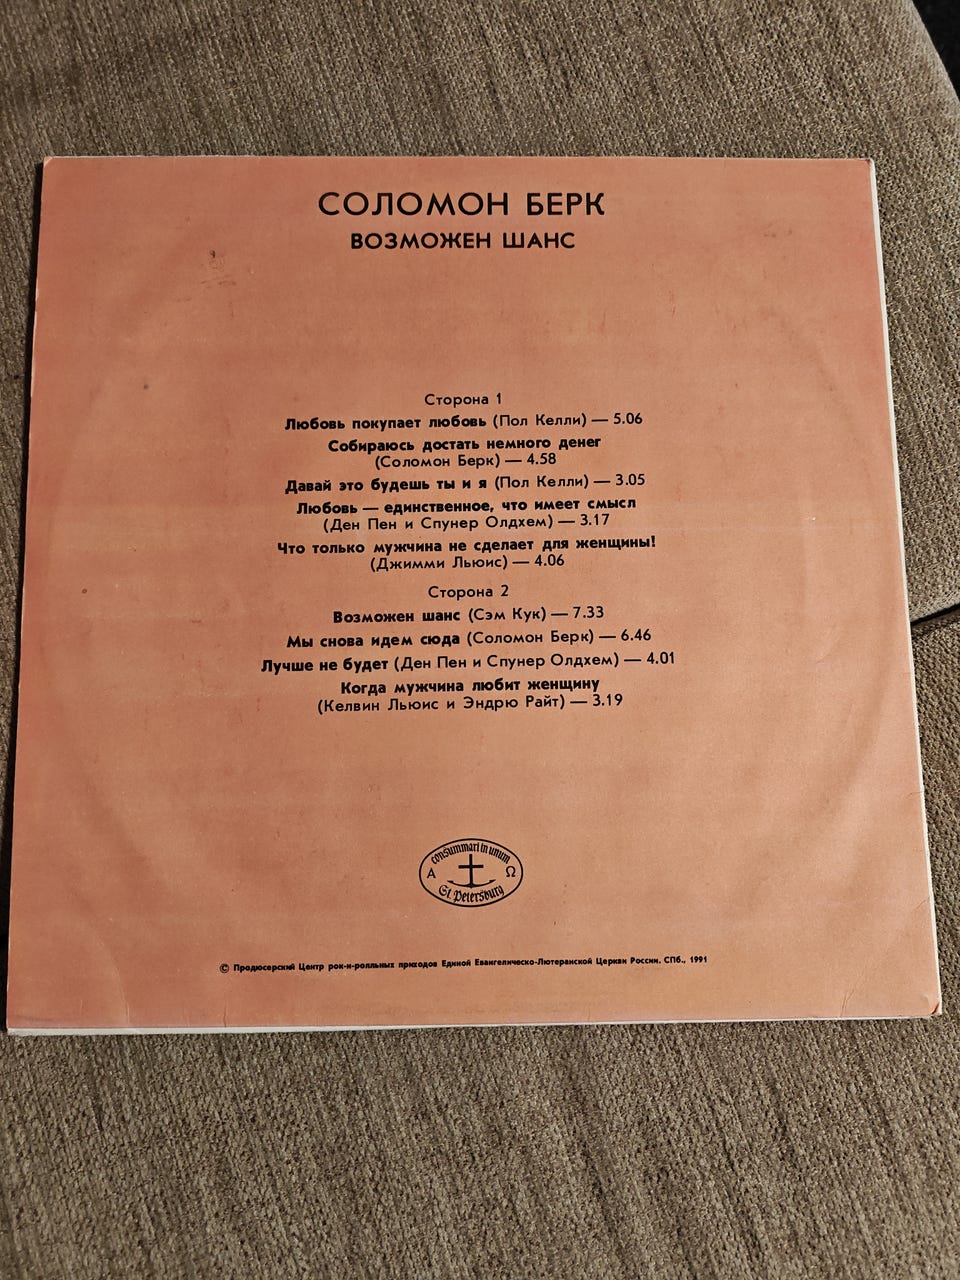 СОЛОМОН БЕРК
ВОЗМОЖЕН ШАНС
Сторона 1
Любовь покупает любовь (Пол Келли) — 5.06
Собираюсь достать немного денег
(Соломон Берк) — 4.58
Давай это будешь ты и я (Пол Келли) — 3.05
Любовь — единственное, что имеет смысл
(Ден Пен и Спунер Олдхем) — 3.17
Что только мужчина не сделает для женщины!
(Джимми Льюис) — 4.06
Сторона 2
Возможен шанс (Сэм Кук) — 7.33
Мы снова идем сюда (Соломон Берк) — 6.46
Лучше не будет (Ден Пен и Спунер Олдхем) — 4.01
Когда мужчина любит женщину
(Келвин Льюис и Эндрю Райт) — 3.19
consummari in unum
Α Ω
St. Petersburg
© Продюсерский Центр рок-н-ролльных приходов Единой Евангелическо-Лютеранской Церкви России. СПб., 1991